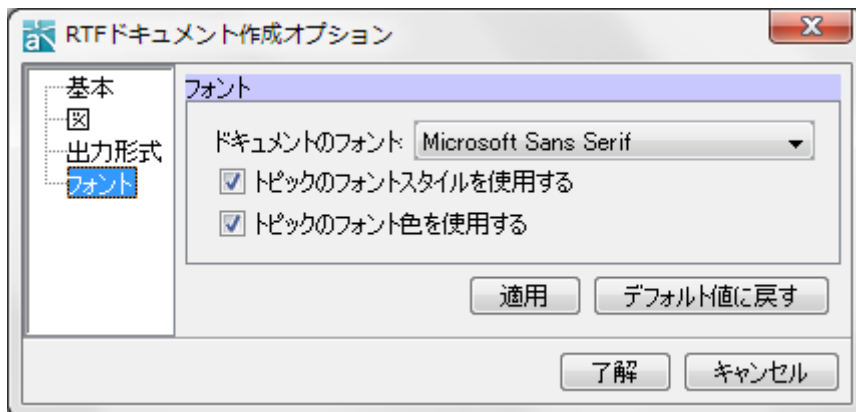 RTFドキュメント作成オプション
基本
図
出力形式
フォント
フォント
ドキュメントのフォント: Microsoft Sans Serif
トピックのフォントスタイルを使用する
トピックのフォント色を使用する
適用 デフォルト値に戻す
了解 キャンセル